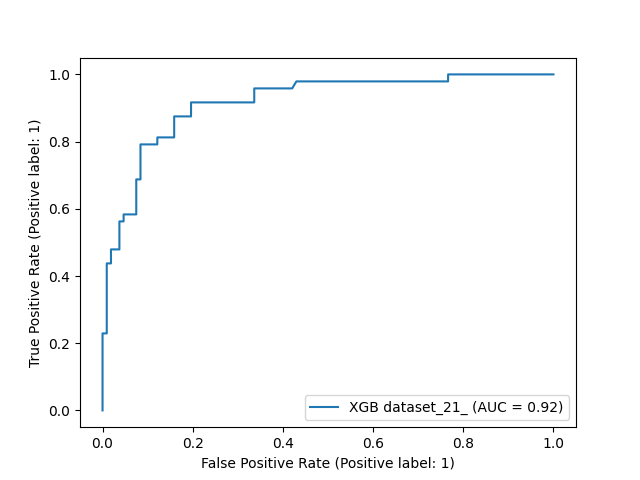 1.0
0.8
0.6
0.4
0.2
0.0
True Positive Rate (Positive label: 1)
XGB dataset_21_ (AUC = 0.92)
0.0 0.2 0.4 0.6 0.8 1.0
False Positive Rate (Positive label: 1)